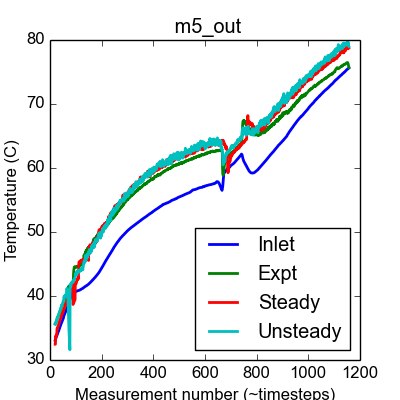 m5_out
80
70
60
50
40
30
Temperature (C)
Inlet
Expt
Steady
Unsteady
0
200
400
600
800
1000
1200
Measurement number (~timesteps)